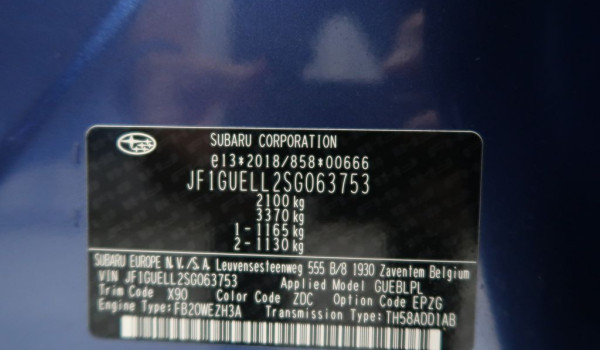 SUBARU CORPORATION
e13*2018/858*00666
JF1GUELL2SG063753
2100 kg
3370 kg
1 - 1165 kg
2 - 1130 kg
SUBARU EUROPE N.V./S.A. Leuvensesteenweg 555 B/8 1930 Zaventem Belgium
VIN JF1GUELL2SG063753 Applied Model GUEBLPL
Trim Code X90 Color Code ZDC Option Code EPZG
Engine Type:FB20WEZH3A Transmission Type:TH58ADD1AB